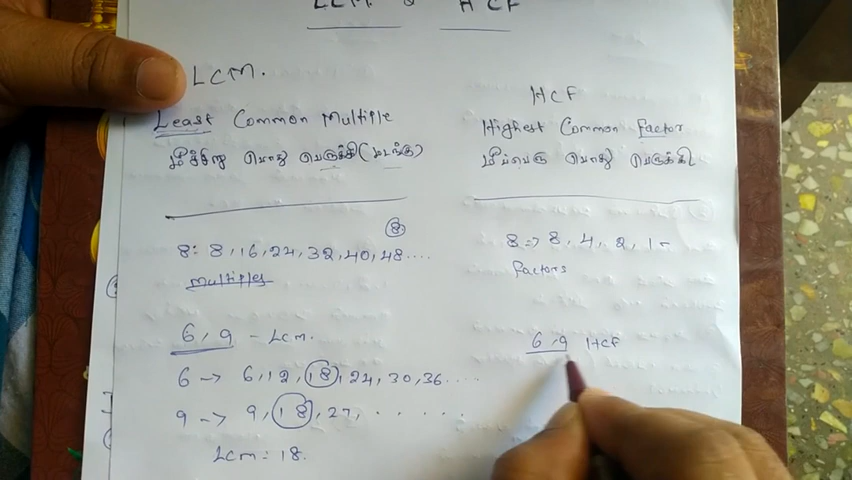 LCM & HCF
LCM.
Least Common Multiple
மீச்சிறு பொது பெருக்கி (மடங்கு)
8
8: 8, 16, 24, 32, 40, 48....
Multiples
6, 9 - Lcm.
6 -> 6, 12, 18, 24, 30, 36....
9 -> 9, 18, 27, ......
Lcm = 18.
HCF
Highest Common factor
மீப்பெரு பொது பெருக்கி
8 => 8, 4, 2, 1 -
factors
6, 9 HCF